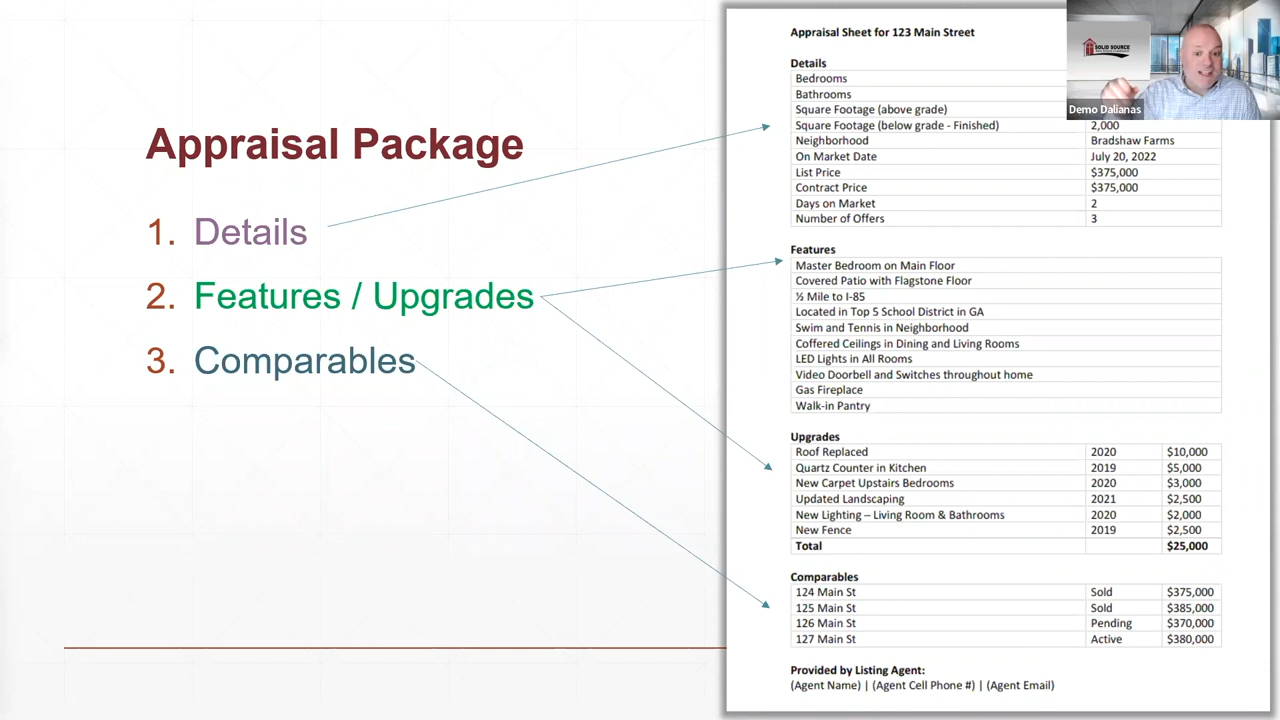 Appraisal Package
1. Details
2. Features / Upgrades
3. Comparables
Appraisal Sheet for 123 Main Street
Details
Bedrooms
Bathrooms
Square Footage (above grade)
Square Footage (below grade - Finished) 2,000
Neighborhood Bradshaw Farms
On Market Date July 20, 2022
List Price $375,000
Contract Price $375,000
Days on Market 2
Number of Offers 3
Features
Master Bedroom on Main Floor
Covered Patio with Flagstone Floor
½ Mile to I-85
Located in Top 5 School District in GA
Swim and Tennis in Neighborhood
Coffered Ceilings in Dining and Living Rooms
LED Lights in All Rooms
Video Doorbell and Switches throughout home
Gas Fireplace
Walk-in Pantry
Upgrades
Roof Replaced 2020 $10,000
Quartz Counter in Kitchen 2019 $5,000
New Carpet Upstairs Bedrooms 2020 $3,000
Updated Landscaping 2021 $2,500
New Lighting – Living Room & Bathrooms 2020 $2,000
New Fence 2019 $2,500
Total $25,000
Comparables
124 Main St Sold $375,000
125 Main St Sold $385,000
126 Main St Pending $370,000
127 Main St Active $380,000
Provided by Listing Agent:
(Agent Name) | (Agent Cell Phone #) | (Agent Email)
SOLID SOURCE
Demo Dalianas